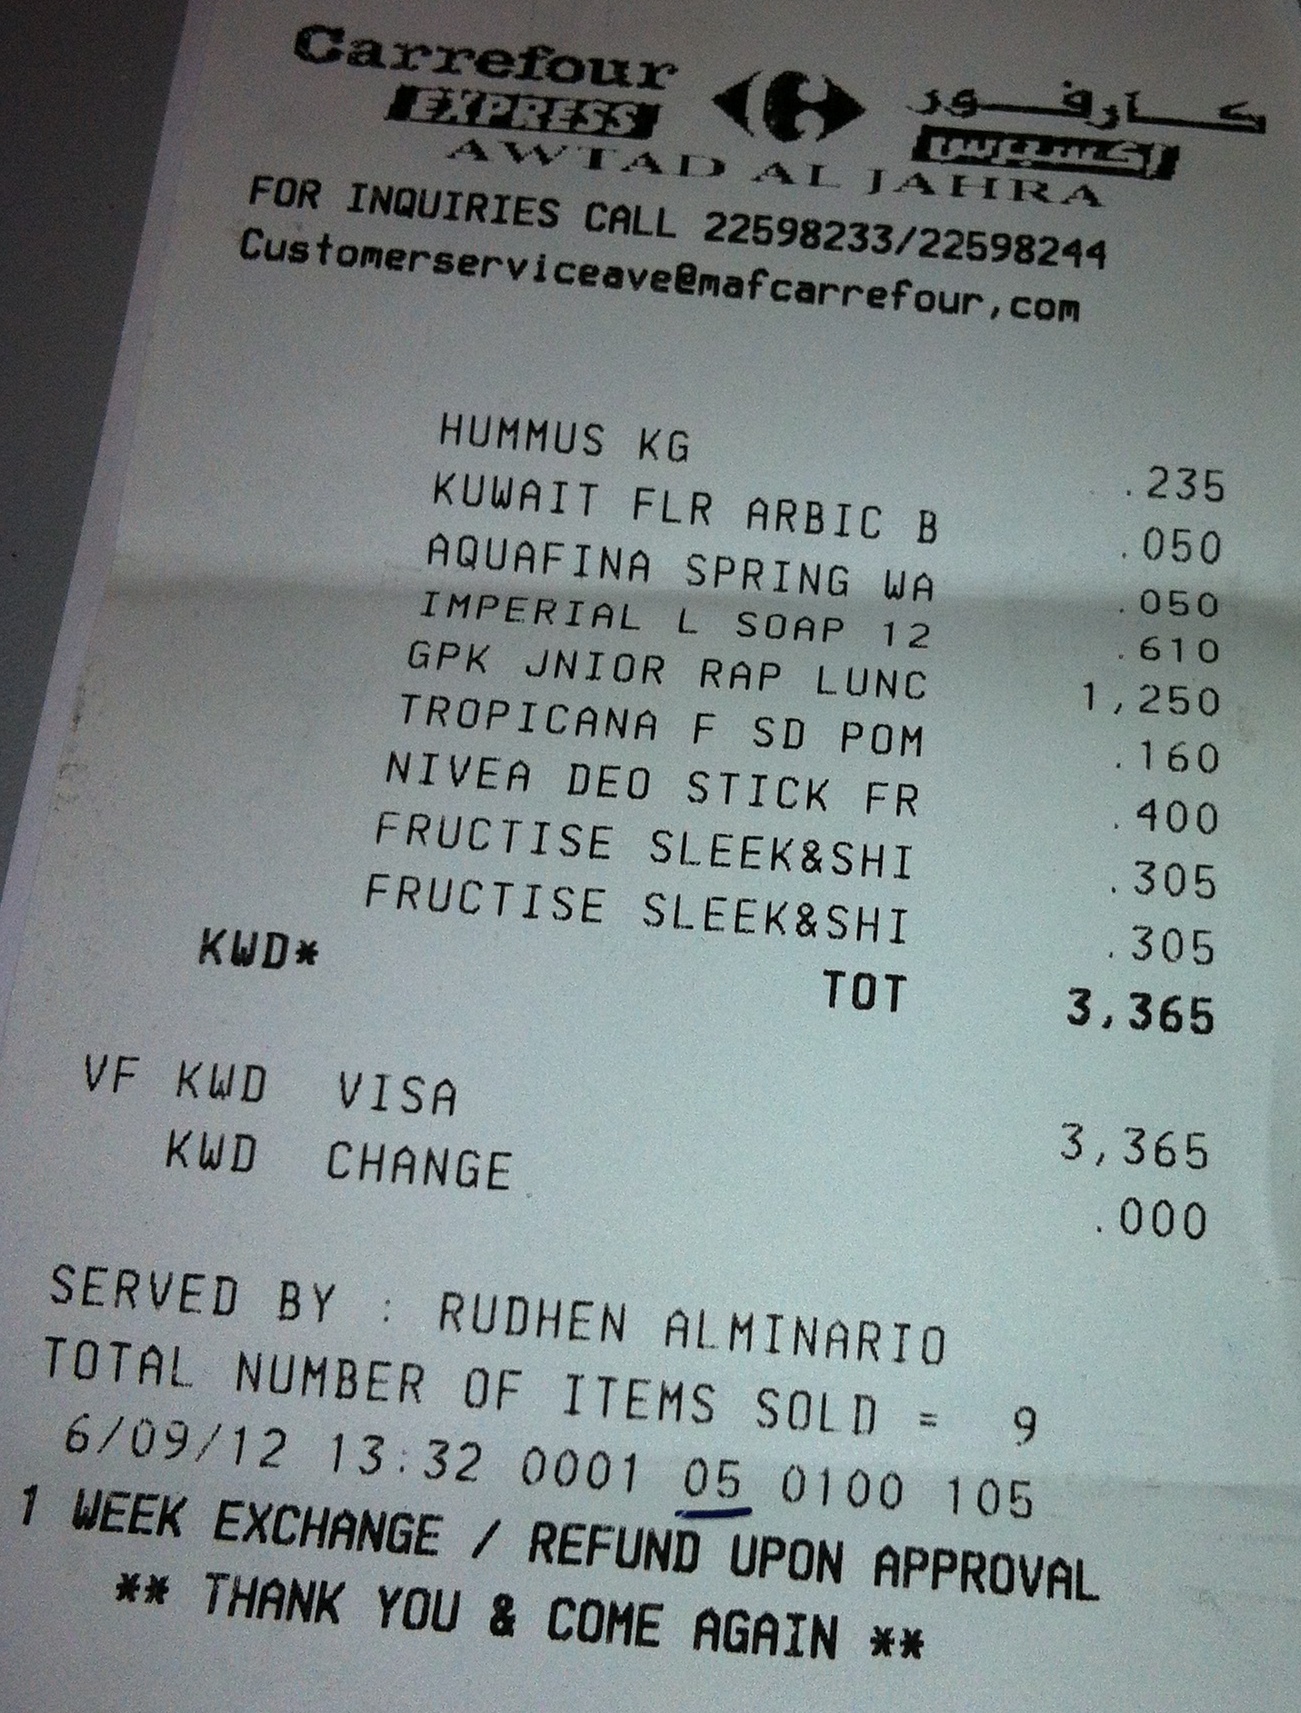 Carrefour كارفور
EXPRESS إكسبرس
AWTAD AL JAHRA
FOR INQUIRIES CALL 22598233/22598244
Customerserviceave@mafcarrefour,com
HUMMUS KG .235
KUWAIT FLR ARBIC B .050
AQUAFINA SPRING WA .050
IMPERIAL L SOAP 12 .610
GPK JNIOR RAP LUNC 1,250
TROPICANA F SD POM .160
NIVEA DEO STICK FR .400
FRUCTISE SLEEK&SHI .305
FRUCTISE SLEEK&SHI .305
KWD* TOT 3,365
VF KWD VISA 3,365
KWD CHANGE .000
SERVED BY : RUDHEN ALMINARIO
TOTAL NUMBER OF ITEMS SOLD = 9
6/09/12 13:32 0001 05 0100 105
1 WEEK EXCHANGE / REFUND UPON APPROVAL
** THANK YOU & COME AGAIN **